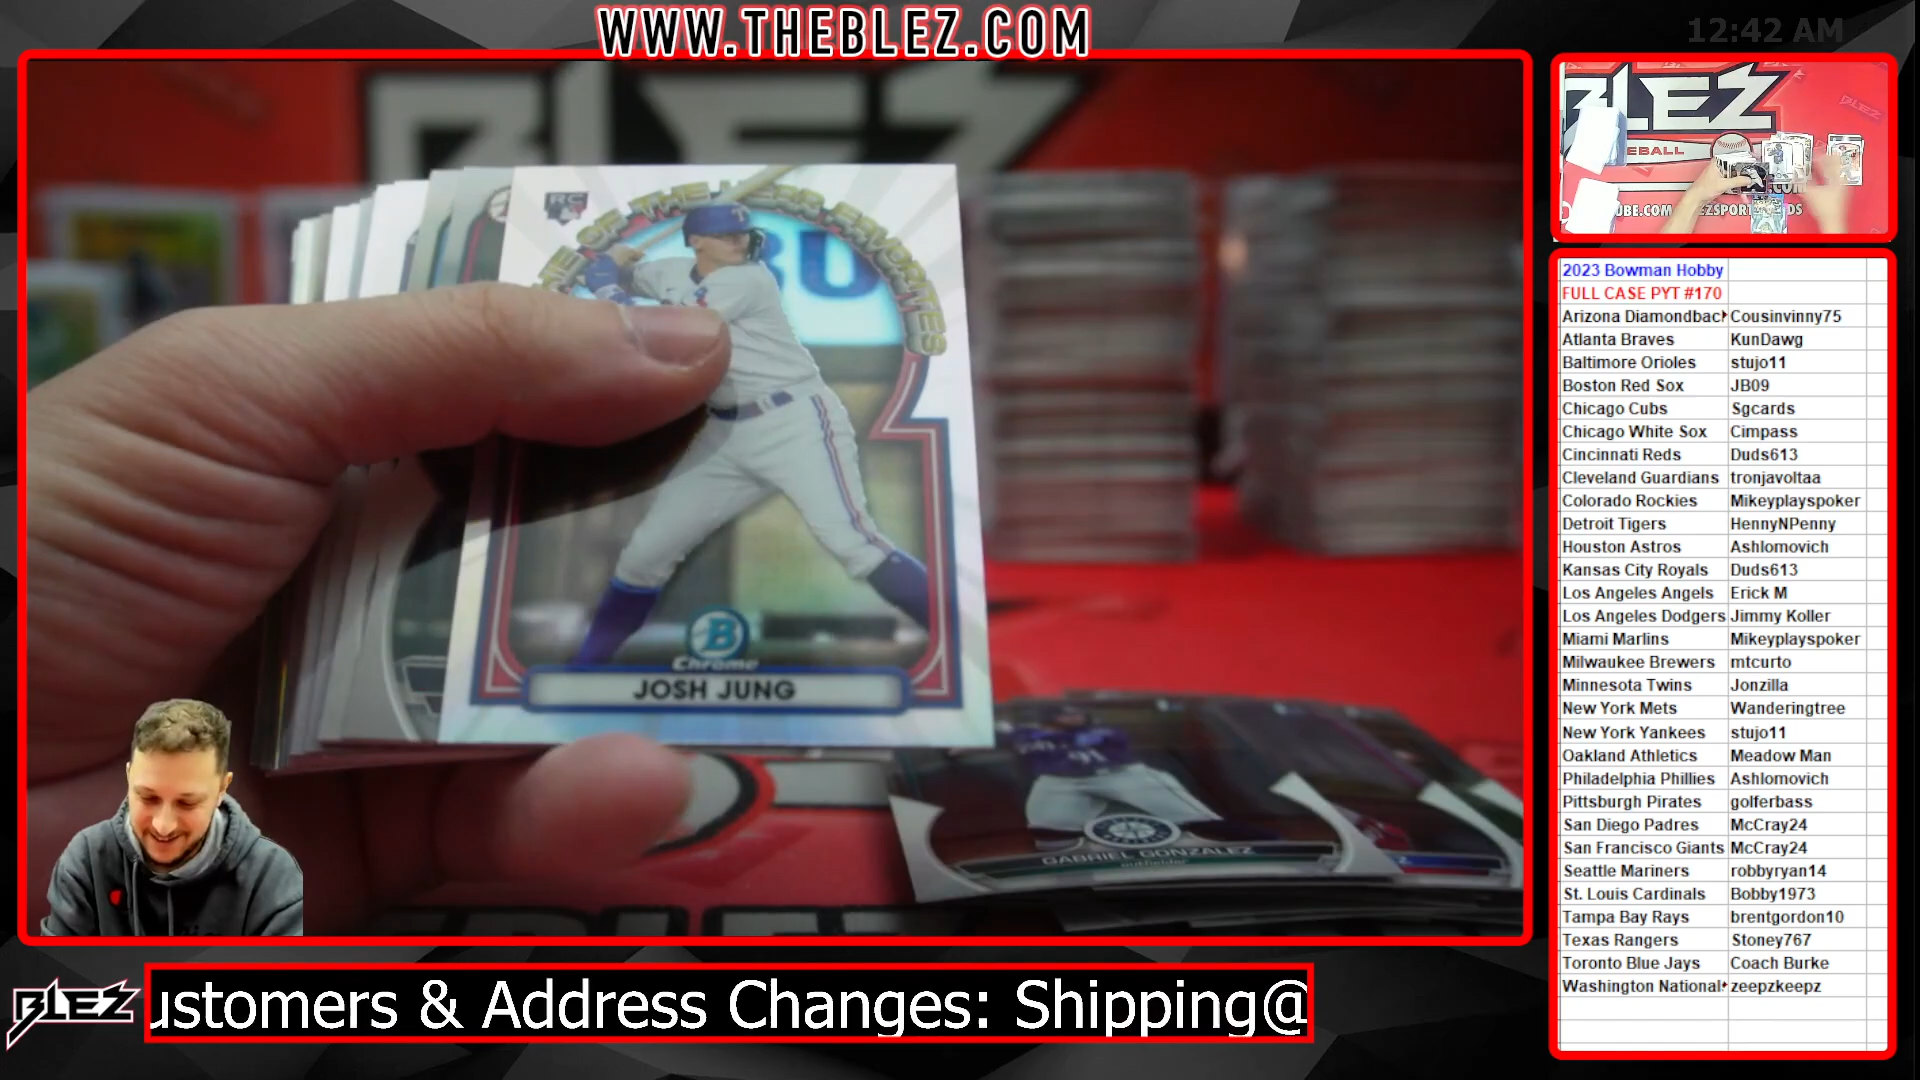 WWW.THEBLEZ.COM
12:42 AM
BLEZ
RC
OF THE YEAR FAVORITES
B
Chrome
JOSH JUNG
91
GABRIEL GONZALEZ
outfielder
BLEZ
EBALL
UBE.COM
DS
2023 Bowman Hobby
FULL CASE PYT #170
Arizona Diamondbac Cousinvinny75
Atlanta Braves KunDawg
Baltimore Orioles stujo11
Boston Red Sox JB09
Chicago Cubs Sgcards
Chicago White Sox Cimpass
Cincinnati Reds Duds613
Cleveland Guardians tronjavoltaa
Colorado Rockies Mikeyplayspoker
Detroit Tigers HennyNPenny
Houston Astros Ashlomovich
Kansas City Royals Duds613
Los Angeles Angels Erick M
Los Angeles Dodgers Jimmy Koller
Miami Marlins Mikeyplayspoker
Milwaukee Brewers mtcurto
Minnesota Twins Jonzilla
New York Mets Wanderingtree
New York Yankees stujo11
Oakland Athletics Meadow Man
Philadelphia Phillies Ashlomovich
Pittsburgh Pirates golferbass
San Diego Padres McCray24
San Francisco Giants McCray24
Seattle Mariners robbyryan14
St. Louis Cardinals Bobby1973
Tampa Bay Rays brentgordon10
Texas Rangers Stoney767
Toronto Blue Jays Coach Burke
Washington National zeepzkeepz
BLEZ
ustomers & Address Changes: Shipping@